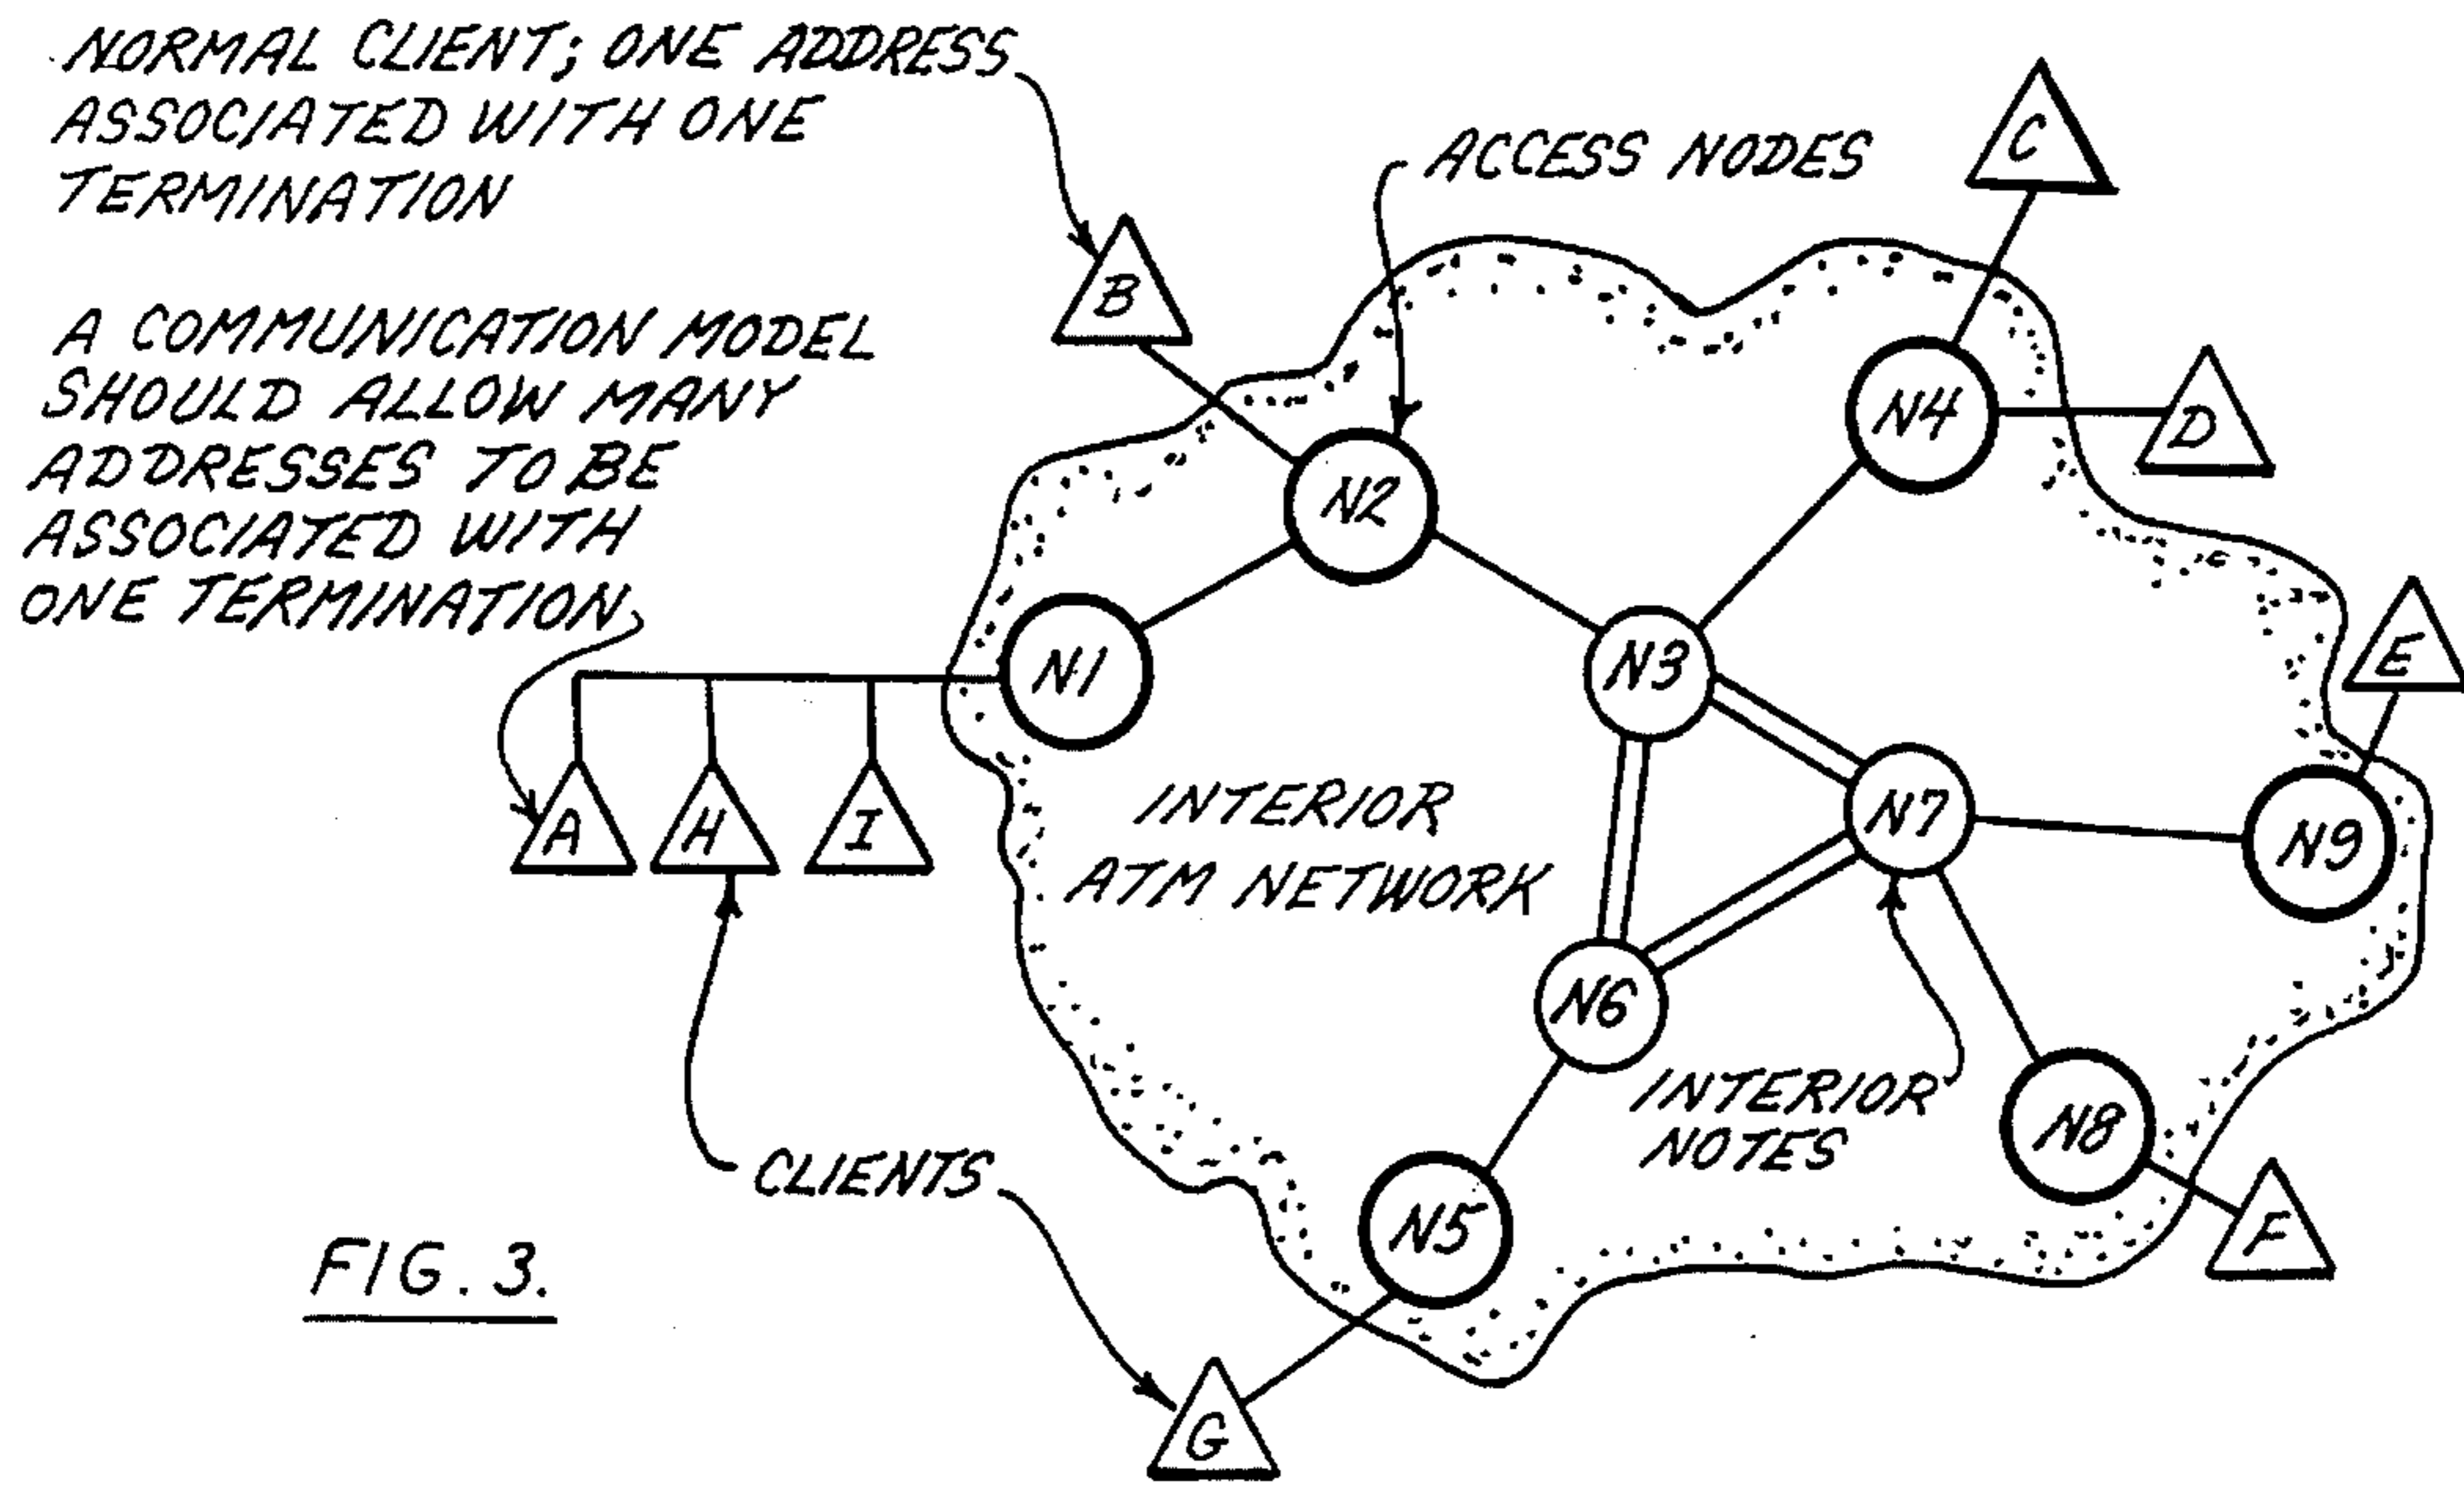 NORMAL CLIENT; ONE ADDRESS
ASSOCIATED WITH ONE
TERMINATION
A COMMUNICATION MODEL
SHOULD ALLOW MANY
ADDRESSES TO BE
ASSOCIATED WITH
ONE TERMINATION
ACCESS NODES
C
B
D
N4
N2
E
N1
N3
A
H
I
INTERIOR
ATM NETWORK
N7
N9
N6
INTERIOR
NOTES
N8
CLIENTS
N5
F
G
FIG. 3.